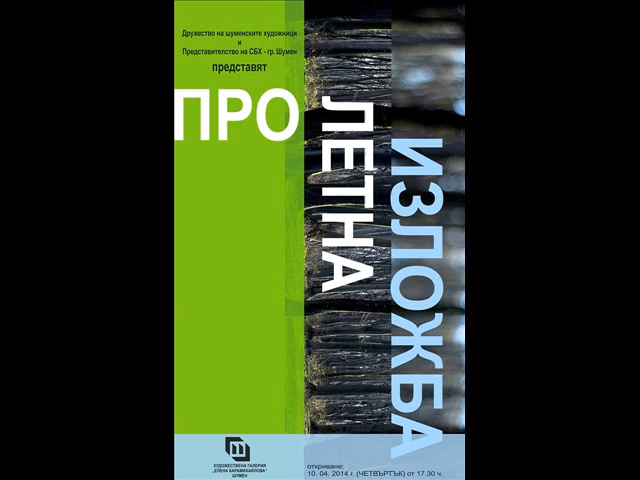 Дружество на шуменските художници
и
Представителство на СБХ - гр. Шумен
представят
ПРО
ЛЕТНА
ИЗЛОЖБА
Ш
ХУДОЖЕСТВЕНА ГАЛЕРИЯ
„ЕЛЕНА КАРАМИХАЙЛОВА"
ШУМЕН
откриване:
10. 04. 2014 г. (ЧЕТВЪРТЪК) от 17.30 ч.